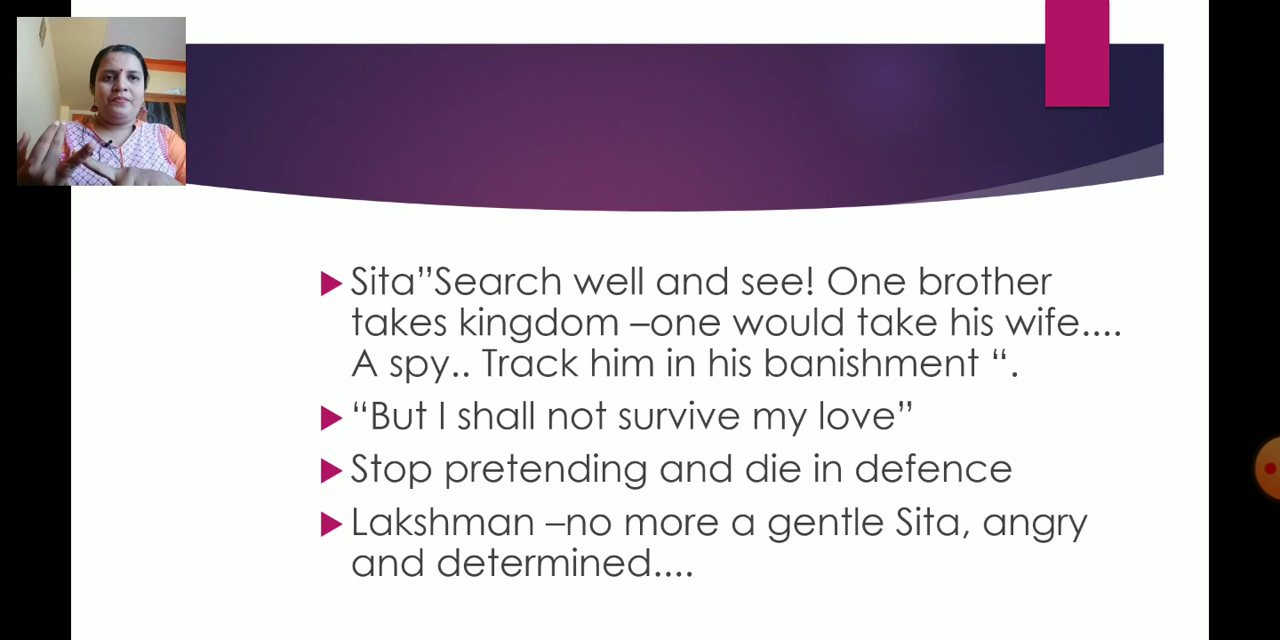 Sita”Search well and see! One brother
takes kingdom –one would take his wife....
A spy.. Track him in his banishment “.
“But I shall not survive my love”
Stop pretending and die in defence
Lakshman –no more a gentle Sita, angry
and determined....